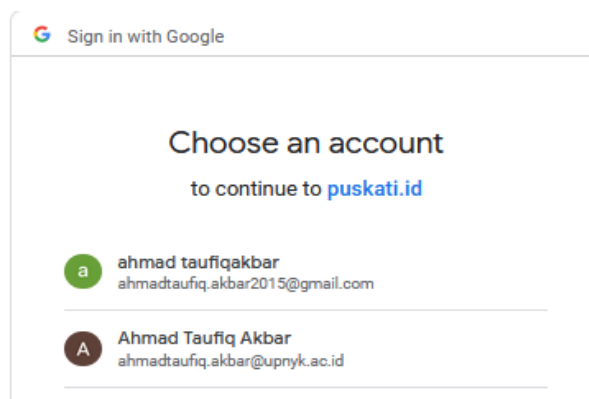 Sign in with Google
Choose an account
to continue to puskati.id
a
ahmad taufiqakbar
ahmadtaufiq.akbar2015@gmail.com
A
Ahmad Taufiq Akbar
ahmadtaufiq.akbar@upnyk.ac.id